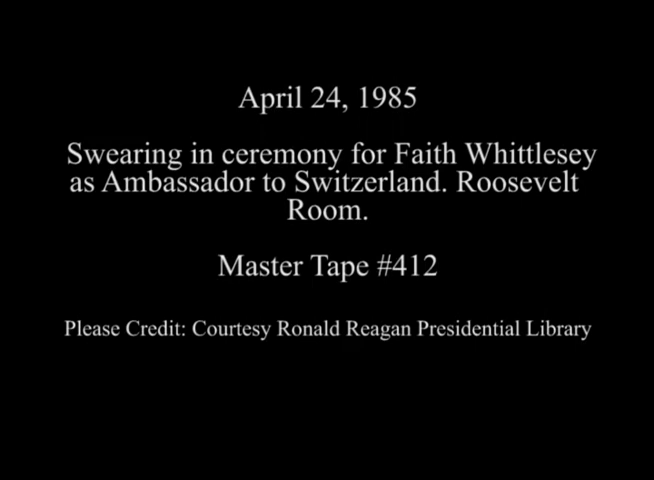 April 24, 1985
Swearing in ceremony for Faith Whittlesey
as Ambassador to Switzerland. Roosevelt
Room.
Master Tape #412
Please Credit: Courtesy Ronald Reagan Presidential Library